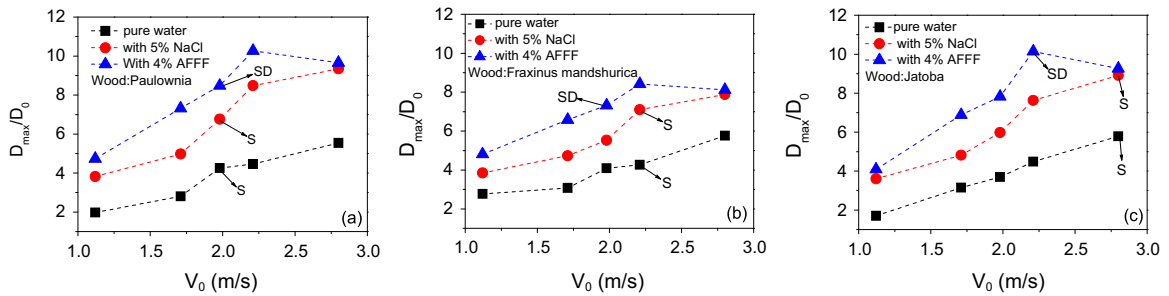 12
10
8
6
4
2
D_max/D_0
pure water
with 5% NaCl
With 4% AFFF
Wood:Paulownia
SD
S
S
(a)
1.0 1.5 2.0 2.5 3.0
V_0 (m/s)
12
10
8
6
4
2
D_max/D_0
pure water
with 5% NaCl
with 4% AFFF
Wood:Fraxinus mandshurica
SD
S
S
(b)
1.0 1.5 2.0 2.5 3.0
V_0 (m/s)
12
10
8
6
4
2
D_max/D_0
pure water
with 5% NaCl
with 4% AFFF
Wood:Jatoba
SD
S
S
(c)
1.0 1.5 2.0 2.5 3.0
V_0 (m/s)